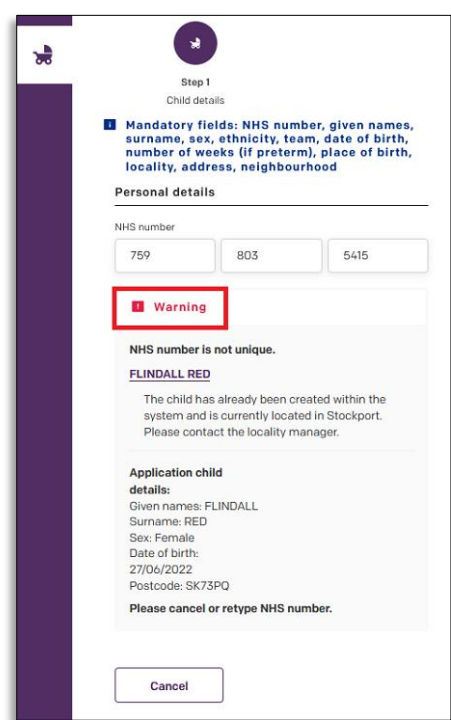 Step 1
Child details
Mandatory fields: NHS number, given names,
surname, sex, ethnicity, team, date of birth,
number of weeks (if preterm), place of birth,
locality, address, neighbourhood
Personal details
NHS number
759 803 5415
! Warning
NHS number is not unique.
FLINDALL RED
The child has already been created within the
system and is currently located in Stockport.
Please contact the locality manager.
Application child
details:
Given names: FLINDALL
Surname: RED
Sex: Female
Date of birth:
27/06/2022
Postcode: SK73PQ
Please cancel or retype NHS number.
Cancel